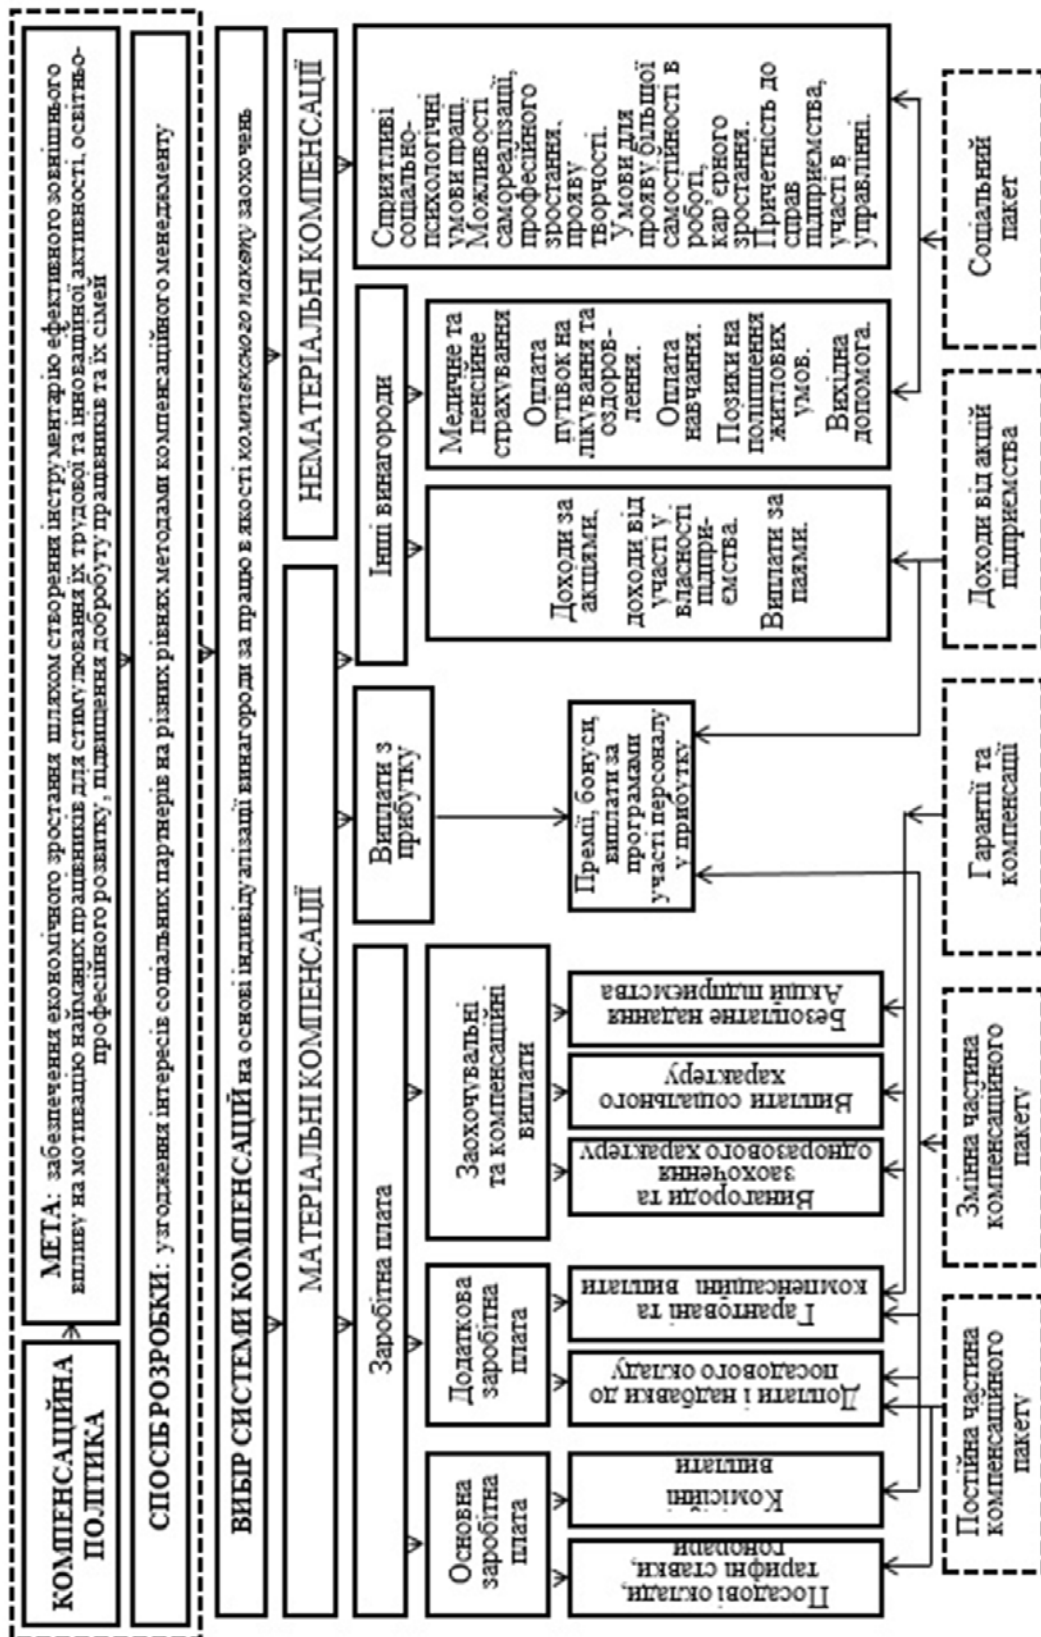 КОМПЕНСАЦІЙНА
ПОЛІТИКА
МЕТА: забезпечення економічного зростання шляхом створення інструментарію ефективного зовнішнього
впливу на мотивацію найманих працівників для стимулювання їх трудової та інноваційної активності, освітньо-
професійного розвитку, підвищення добробуту працівників та їх сімей
СПОСІБ РОЗРОБКИ: узгодження інтересів соціальних партнерів на різних рівнях методами компенсаційного менеджменту
ВИБІР СИСТЕМИ КОМПЕНСАЦІЙ на основі індивідуалізації винагороди за працю в якості комплексного пакету заохочень
МАТЕРІАЛЬНІ КОМПЕНСАЦІЇ
НЕМАТЕРІАЛЬНІ КОМПЕНСАЦІЇ
Заробітна плата
Виплати з
прибутку
Інші винагороди
Основна
заробітна
плата
Додаткова
заробітна
плата
Заохочувальні
та компенсаційні
виплати
Посадові оклади,
тарифні ставки,
гонорари
Комісійні
виплати
Доплати і надбавки до
посадового окладу
Гарантовані та
компенсаційні виплати
Винагороди та
заохочення
одноразового характеру
Виплати соціального
характеру
Безоплатне надання
Акцій підприємства
Премії, бонуси,
виплати за
програмами
участі персоналу
у прибутку
Доходи за
акціями.
доходи від
участі у
власності
підпри-
ємства.
Виплати за
паями.
Медичне та
пенсійне
страхування
Оплата
путівок на
лікування та
оздоров-
лення.
Оплата
навчання.
Позики на
поліпшення
житлових
умов.
Вихідна
допомога.
Сприятливі
соціально-
психологічні
умови праці.
Можливості
самореалізації,
професійного
зростання,
прояву
творчості.
Умови для
прояву більшої
самостійності в
роботі,
кар’єрного
зростання.
Причетність до
справ
підприємства,
участі в
управлінні.
Постійна частина
компенсаційного
пакету
Змінна частина
компенсаційного
пакету
Гарантії та
компенсації
Доходи від акцій
підприємства
Соціальний
пакет